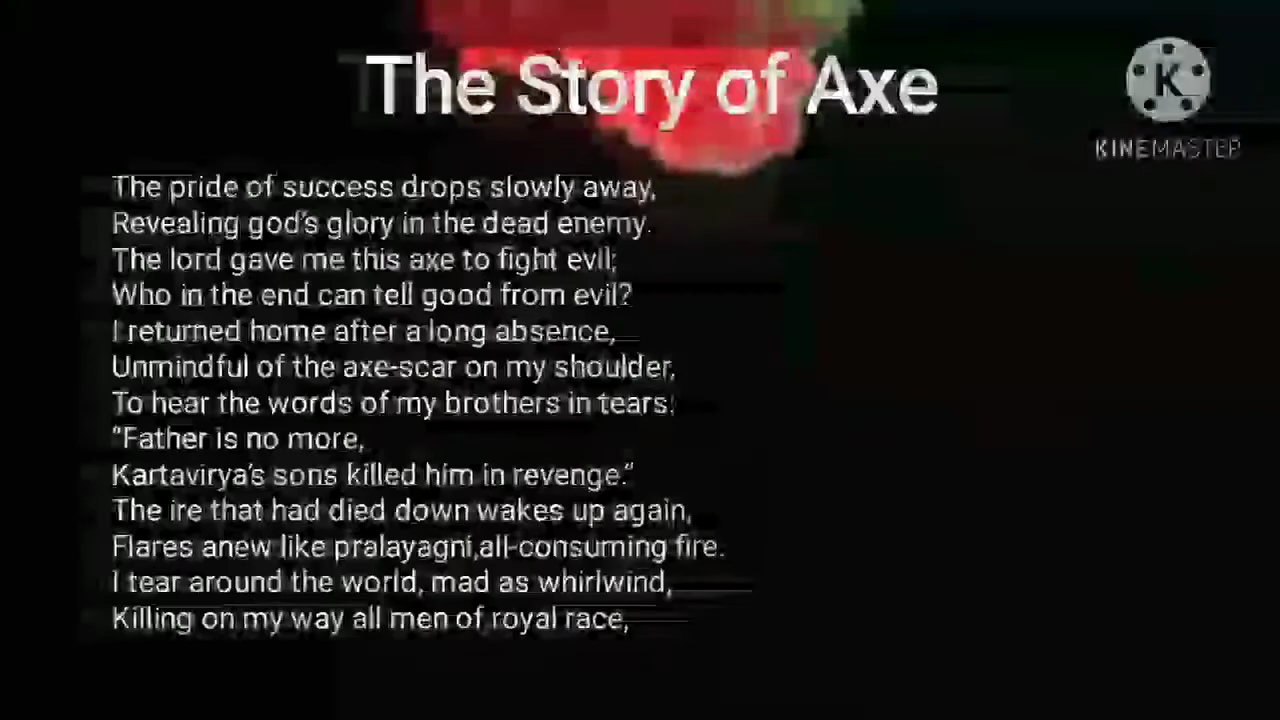 The Story of Axe
KINEMASTER
The pride of success drops slowly away,
Revealing god's glory in the dead enemy.
The lord gave me this axe to fight evil;
Who in the end can tell good from evil?
I returned home after a long absence,
Unmindful of the axe-scar on my shoulder,
To hear the words of my brothers in tears:
“Father is no more,
Kartavirya's sons killed him in revenge.”
The ire that had died down wakes up again,
Flares anew like pralayagni,all-consuming fire.
I tear around the world, mad as whirlwind,
Killing on my way all men of royal race,